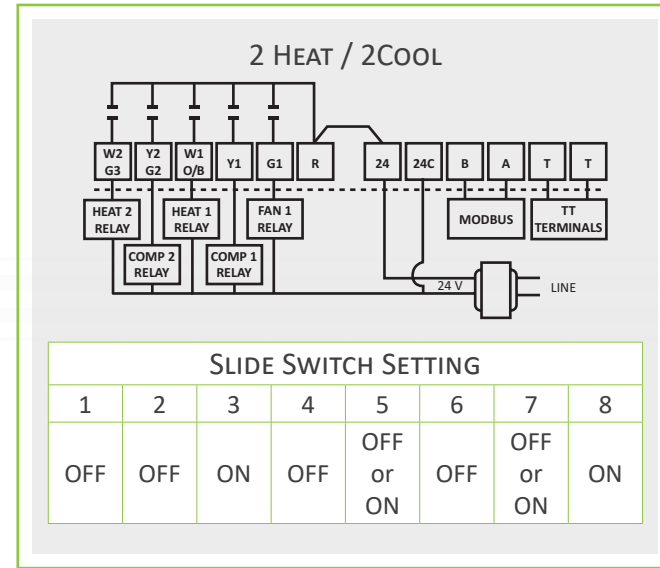 2 HEAT / 2COOL
W2 Y2 W1 Y1 G1 R 24 24C B A T T
G3 G2 O/B
HEAT 2 HEAT 1 FAN 1 MODBUS TT
RELAY RELAY RELAY TERMINALS
COMP 2 COMP 1
RELAY RELAY
24 V LINE
SLIDE SWITCH SETTING
1 2 3 4 5 6 7 8
OFF OFF ON OFF OFF or ON OFF OFF or ON ON